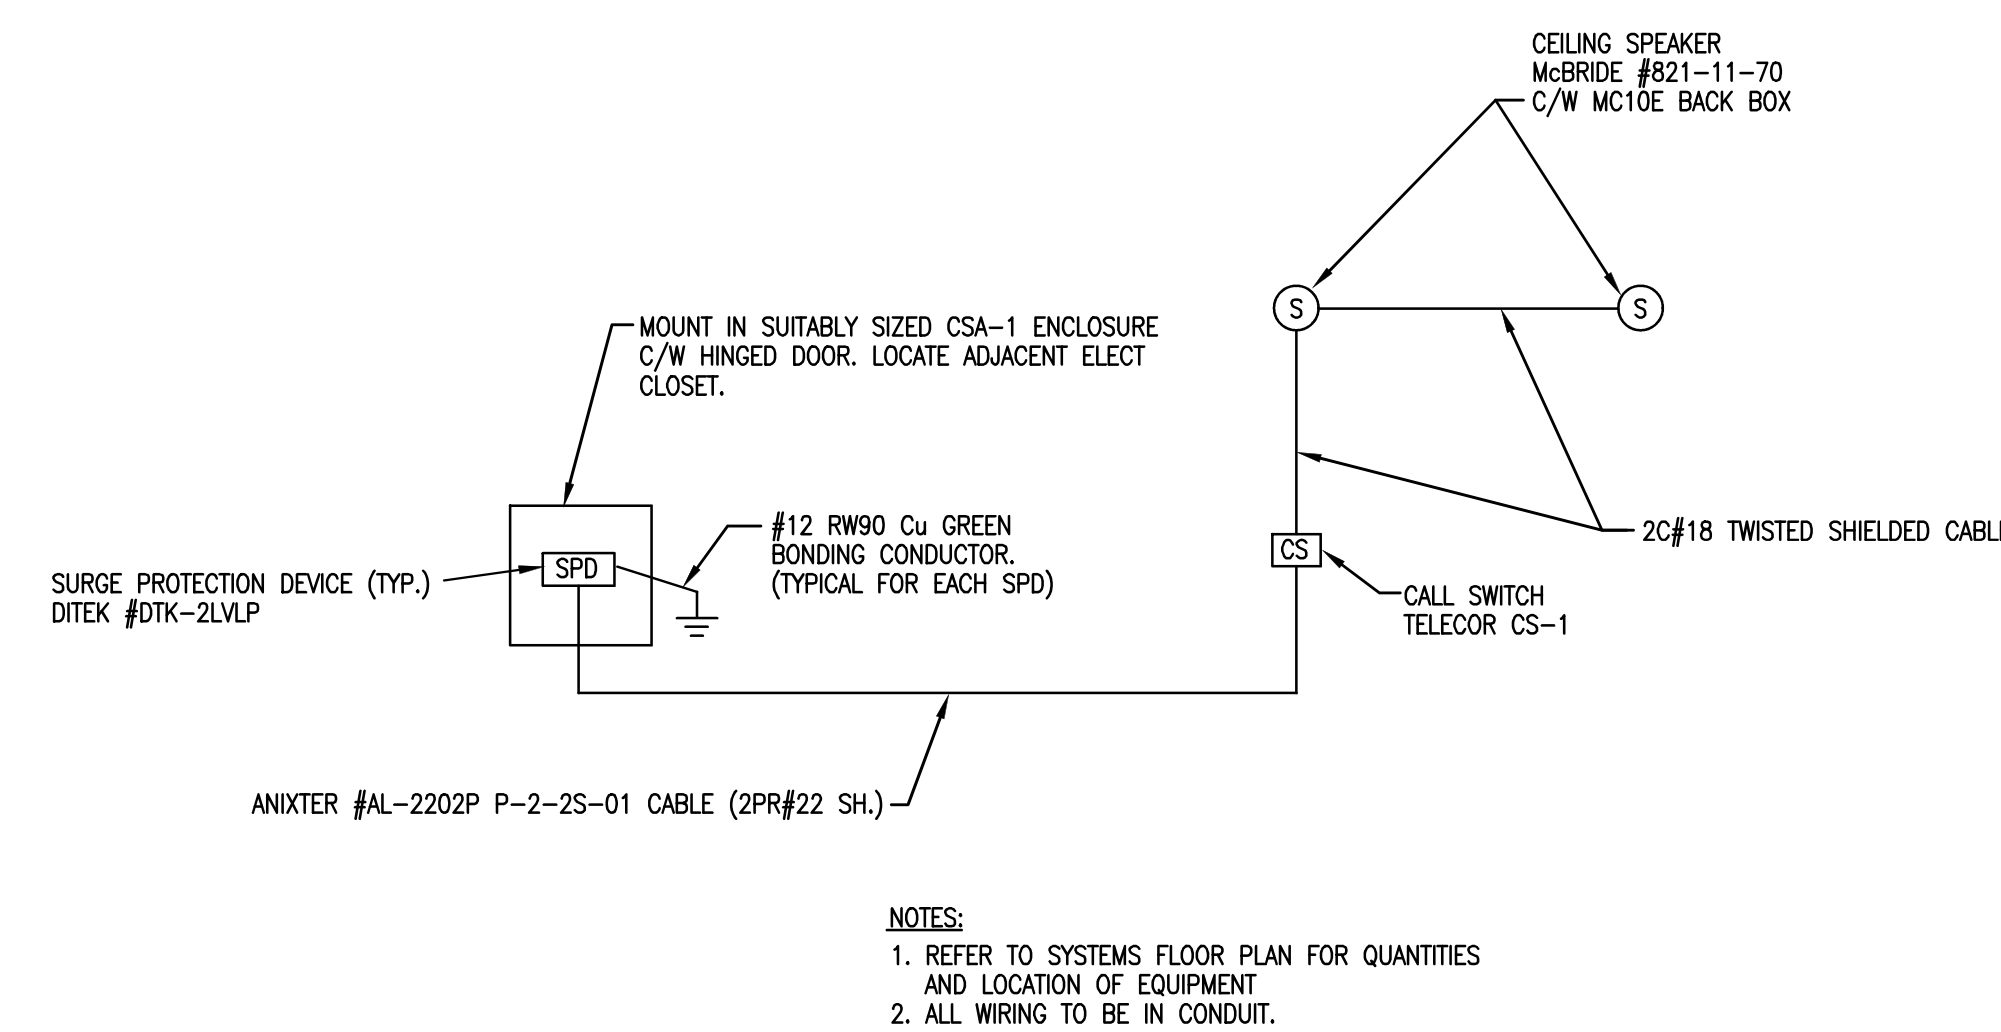 CEILING SPEAKER
McBRIDE #821-11-70
C/W MC10E BACK BOX
S
S
MOUNT IN SUITABLY SIZED CSA-1 ENCLOSURE
C/W HINGED DOOR. LOCATE ADJACENT ELECT
CLOSET.
#12 RW90 Cu GREEN
BONDING CONDUCTOR.
(TYPICAL FOR EACH SPD)
2C#18 TWISTED SHIELDED CABL
CS
SPD
SURGE PROTECTION DEVICE (TYP.)
DITEK #DTK-2LVLP
CALL SWITCH
TELECOR CS-1
ANIXTER #AL-2202P P-2-2S-01 CABLE (2PR#22 SH.)
NOTES:
1. REFER TO SYSTEMS FLOOR PLAN FOR QUANTITIES
AND LOCATION OF EQUIPMENT
2. ALL WIRING TO BE IN CONDUIT.